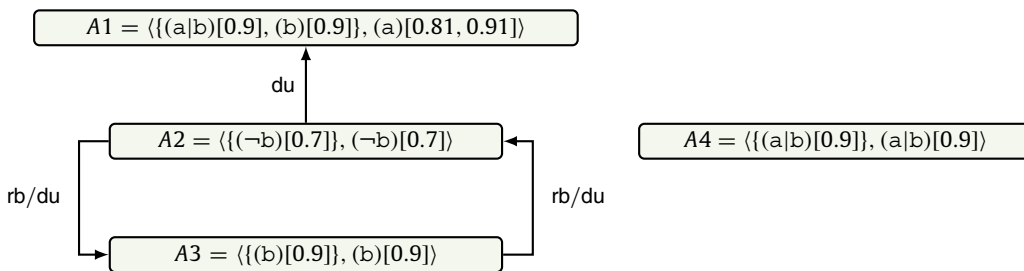 A1 = ⟨{(a|b)[0.9], (b)[0.9]}, (a)[0.81, 0.91]⟩
du
A2 = ⟨{(¬b)[0.7]}, (¬b)[0.7]⟩
A4 = ⟨{(a|b)[0.9]}, (a|b)[0.9]⟩
rb/du
rb/du
A3 = ⟨{(b)[0.9]}, (b)[0.9]⟩